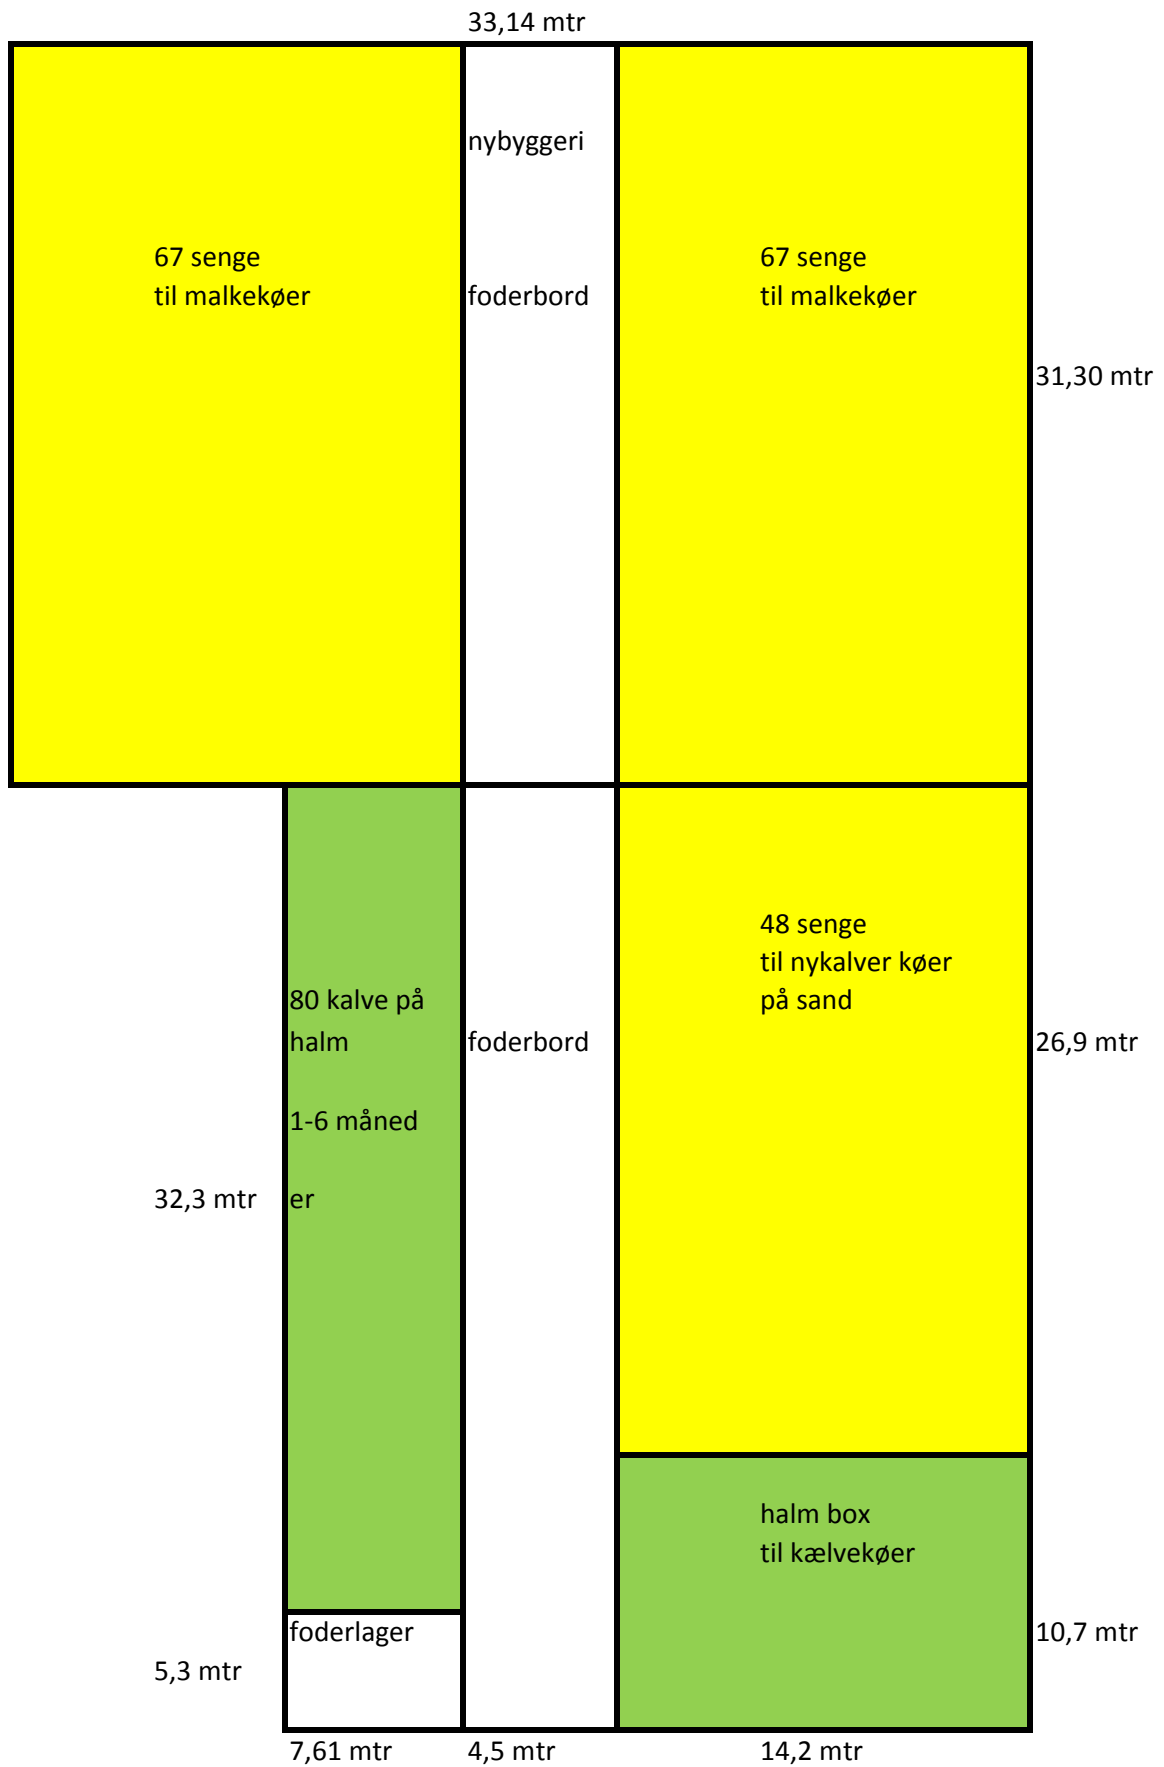 33,14 mtr
nybyggeri
67 senge
til malkekøer
foderbord
67 senge
til malkekøer
31,30 mtr
48 senge
til nykalver køer
på sand
80 kalve på
halm
foderbord
26,9 mtr
1-6 måned
er
32,3 mtr
halm box
til kælvekøer
foderlager
10,7 mtr
5,3 mtr
7,61 mtr
4,5 mtr
14,2 mtr